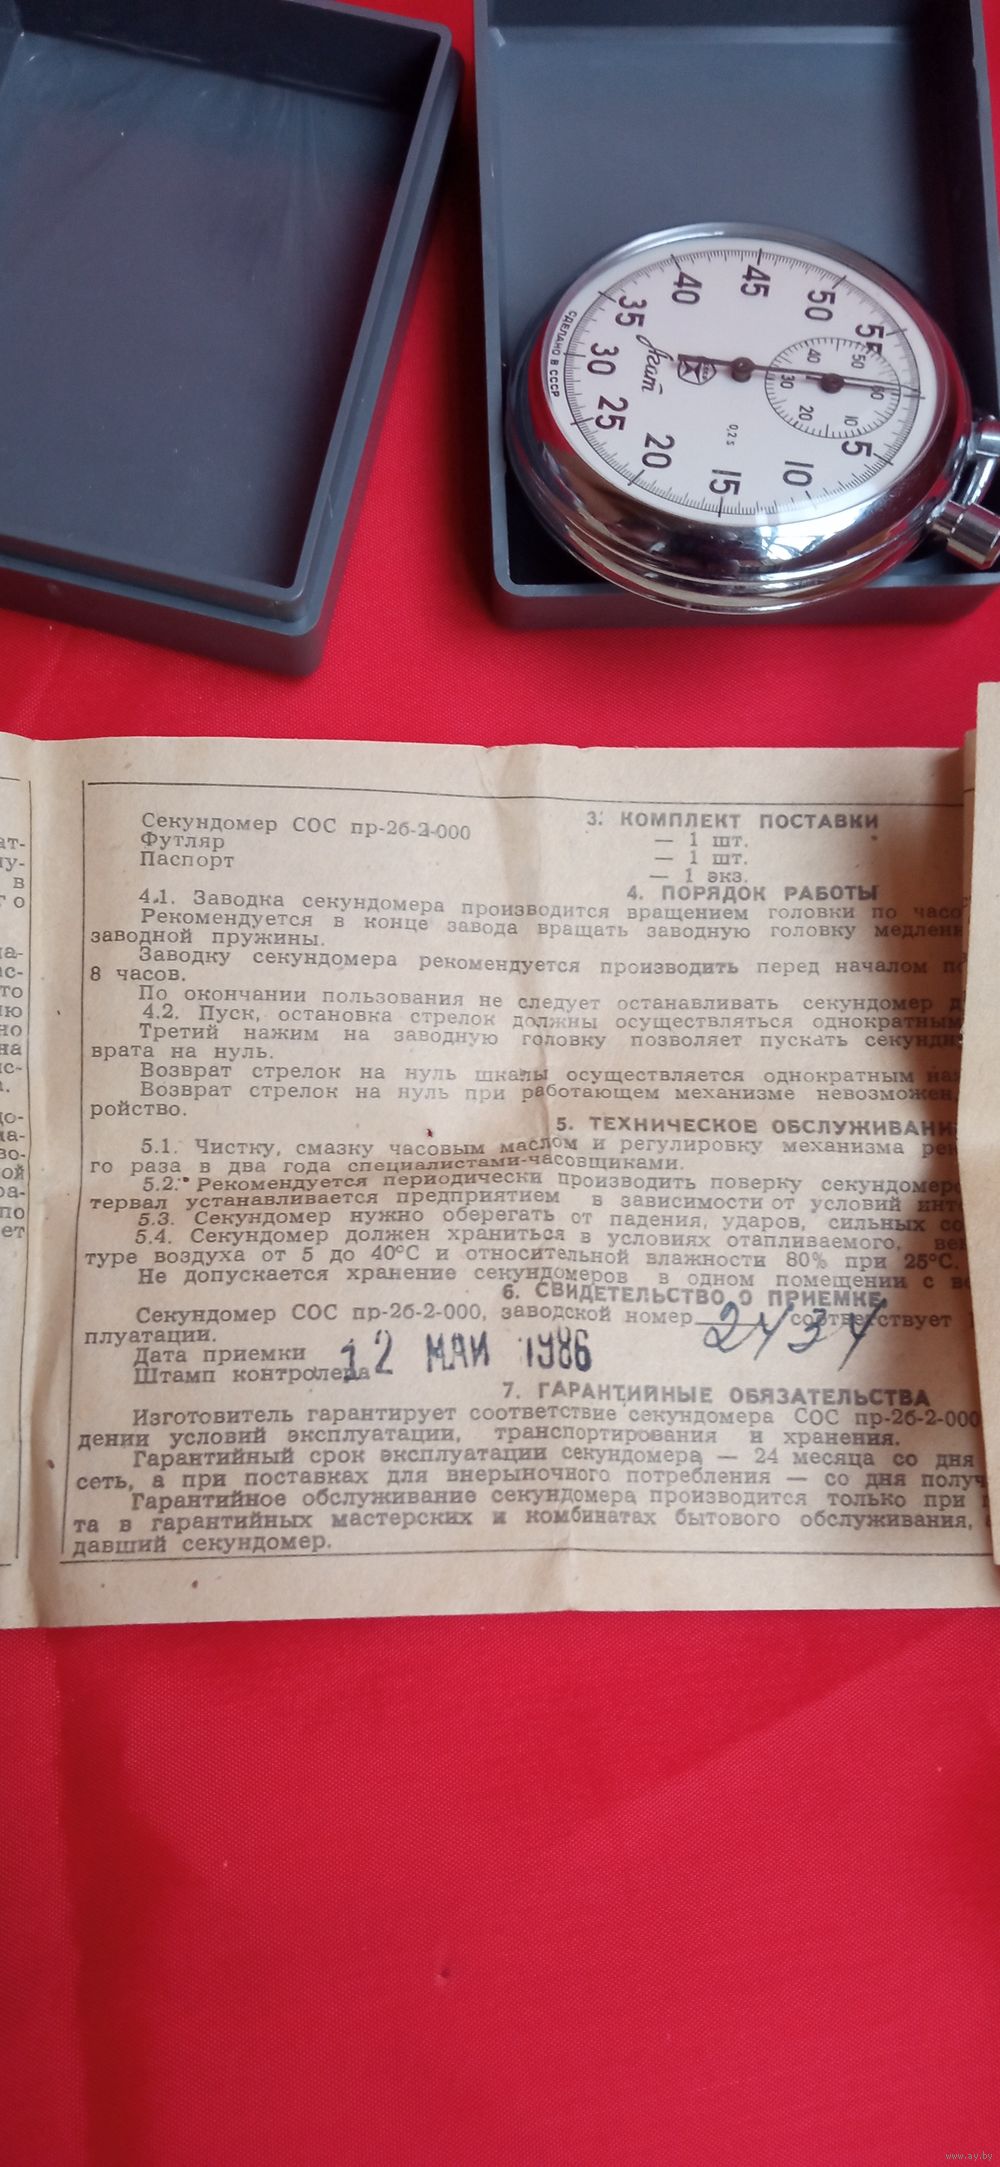 40
45
50
55
35
30
25
20
15
10
5
40
50
60
30
20
10
СДЕЛАНО В СССР
Агат
0,2 s
3. КОМПЛЕКТ ПОСТАВКИ
Секундомер СОС пр-2б-2-000 — 1 шт.
Футляр — 1 шт.
Паспорт — 1 экз.
4. ПОРЯДОК РАБОТЫ
4.1. Заводка секундомера производится вращением головки по часо
Рекомендуется в конце завода вращать заводную головку медленн
заводной пружины.
Заводку секундомера рекомендуется производить перед началом
8 часов.
По окончании пользования не следует останавливать секундомер
4.2. Пуск, остановка стрелок должны осуществляться однократным
Третий нажим на заводную головку позволяет пускать
врата на нуль.
Возврат стрелок на нуль шкалы осуществляется однократным
Возврат стрелок на нуль при работающем механизме невозможен
ройство.
5. ТЕХНИЧЕСКОЕ ОБСЛУЖИВАНИ
5.1. Чистку, смазку часовым маслом и регулировку механизма
го раза в два года специалистами-часовщиками.
5.2. Рекомендуется периодически производить поверку секундомеро
тервал устанавливается предприятием в зависимости от условий
5.3. Секундомер нужно оберегать от падения, ударов, сильных
5.4. Секундомер должен храниться в условиях отапливаемого,
туре воздуха от 5 до 40°С и относительной влажности 80% при 25°С.
Не допускается хранение секундомеров в одном помещении с
6. СВИДЕТЕЛЬСТВО О ПРИЕМКЕ
Секундомер СОС пр-2б-2-000, заводской номер 2434 соответствует
плуатации.
Дата приемки 12 МАЙ 1986
Штамп контролера
7. ГАРАНТИЙНЫЕ ОБЯЗАТЕЛЬСТВА
Изготовитель гарантирует соответствие секундомера СОС пр-2б-2-000
дении условий эксплуатации, транспортирования и хранения.
Гарантийный срок эксплуатации секундомера — 24 месяца со дня
сеть, а при поставках для внерыночного потребления — со дня получ
Гарантийное обслуживание секундомера производится только при
та в гарантийных мастерских и комбинатах бытового обслуживания,
давший секундомер.
www.ay.by